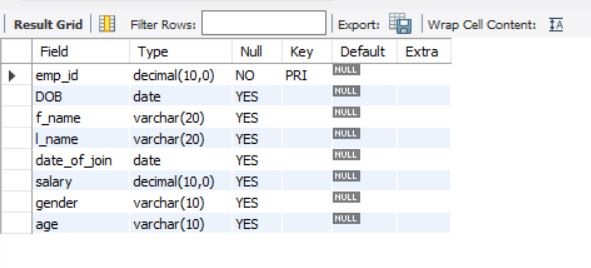 Result Grid Filter Rows: Export: Wrap Cell Content:
Field Type Null Key Default Extra
emp_id decimal(10,0) NO PRI NULL
DOB date YES NULL
f_name varchar(20) YES NULL
l_name varchar(20) YES NULL
date_of_join date YES NULL
salary decimal(10,0) YES NULL
gender varchar(10) YES NULL
age varchar(10) YES NULL